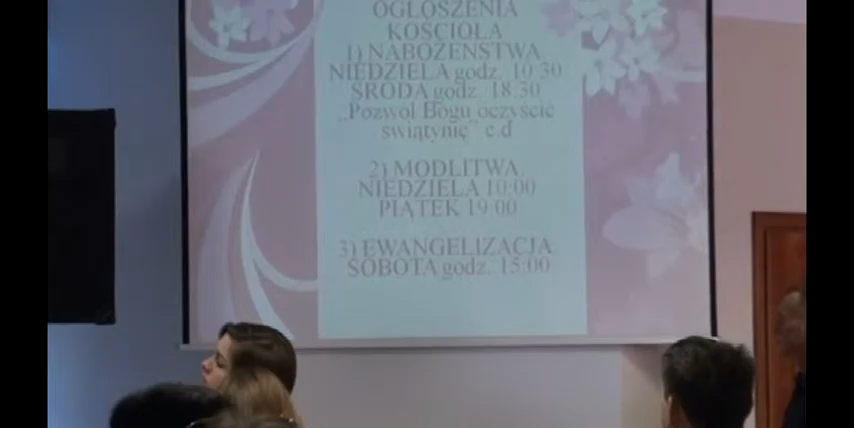 OGŁOSZENIA
KOŚCIOŁA
1) NABOŻEŃSTWA
NIEDZIELA godz. 10:30
ŚRODA godz. 18:30
„Pozwól Bogu oczyścić
świątynię” c.d
2) MODLITWA
NIEDZIELA 10:00
PIĄTEK 19:00
3) EWANGELIZACJA
SOBOTA godz. 15:00